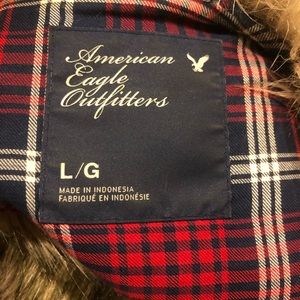 American
Eagle
Outfitters
L/G
MADE IN INDONESIA
FABRIQUÉ EN INDONÉSIE